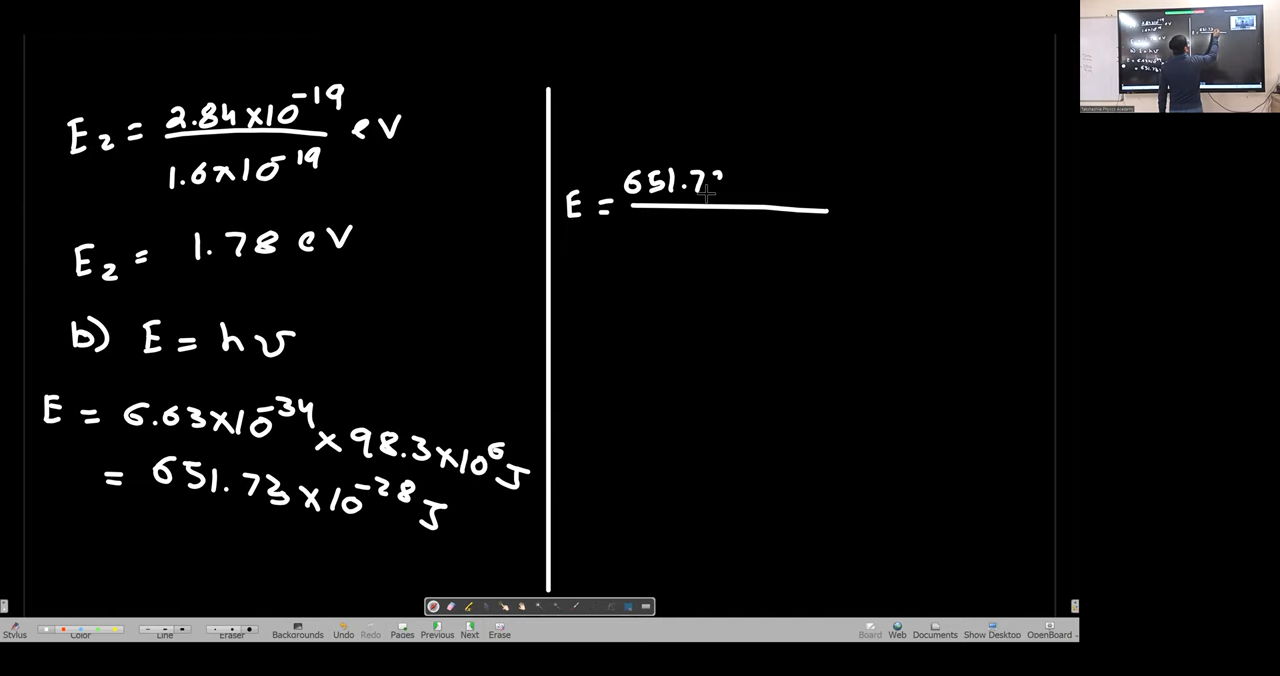 E₂ = 2.84×10⁻¹⁹ / 1.6×10⁻¹⁹ eV
E₂ = 1.78 eV
b) E = hν
E = 6.63×10⁻³⁴ × 98.3×10⁶ J
= 651.73×10⁻²⁸ J
E = 651.7
Stylus
Color
Line
Eraser
Backgrounds
Undo
Redo
Pages
Previous
Next
Erase
Board
Web
Documents
Show Desktop
OpenBoard